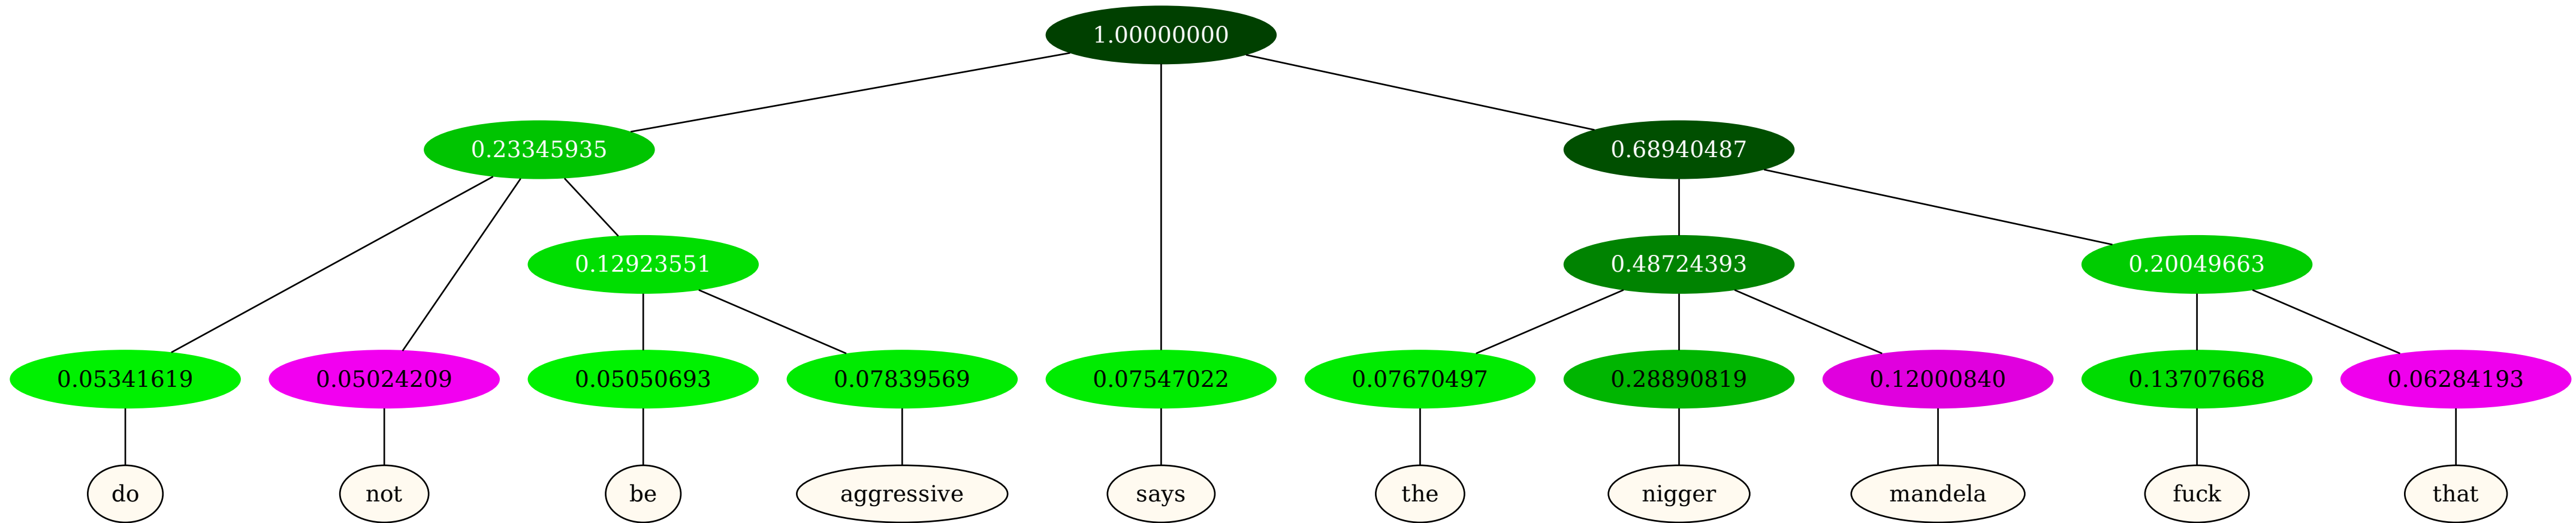 1.00000000
0.23345935 0.68940487
0.12923551 0.48724393 0.20049663
0.05341619 0.05024209 0.05050693 0.07839569 0.07547022 0.07670497 0.28890819 0.12000840 0.13707668 0.06284193
do not be aggressive says the nigger mandela fuck that